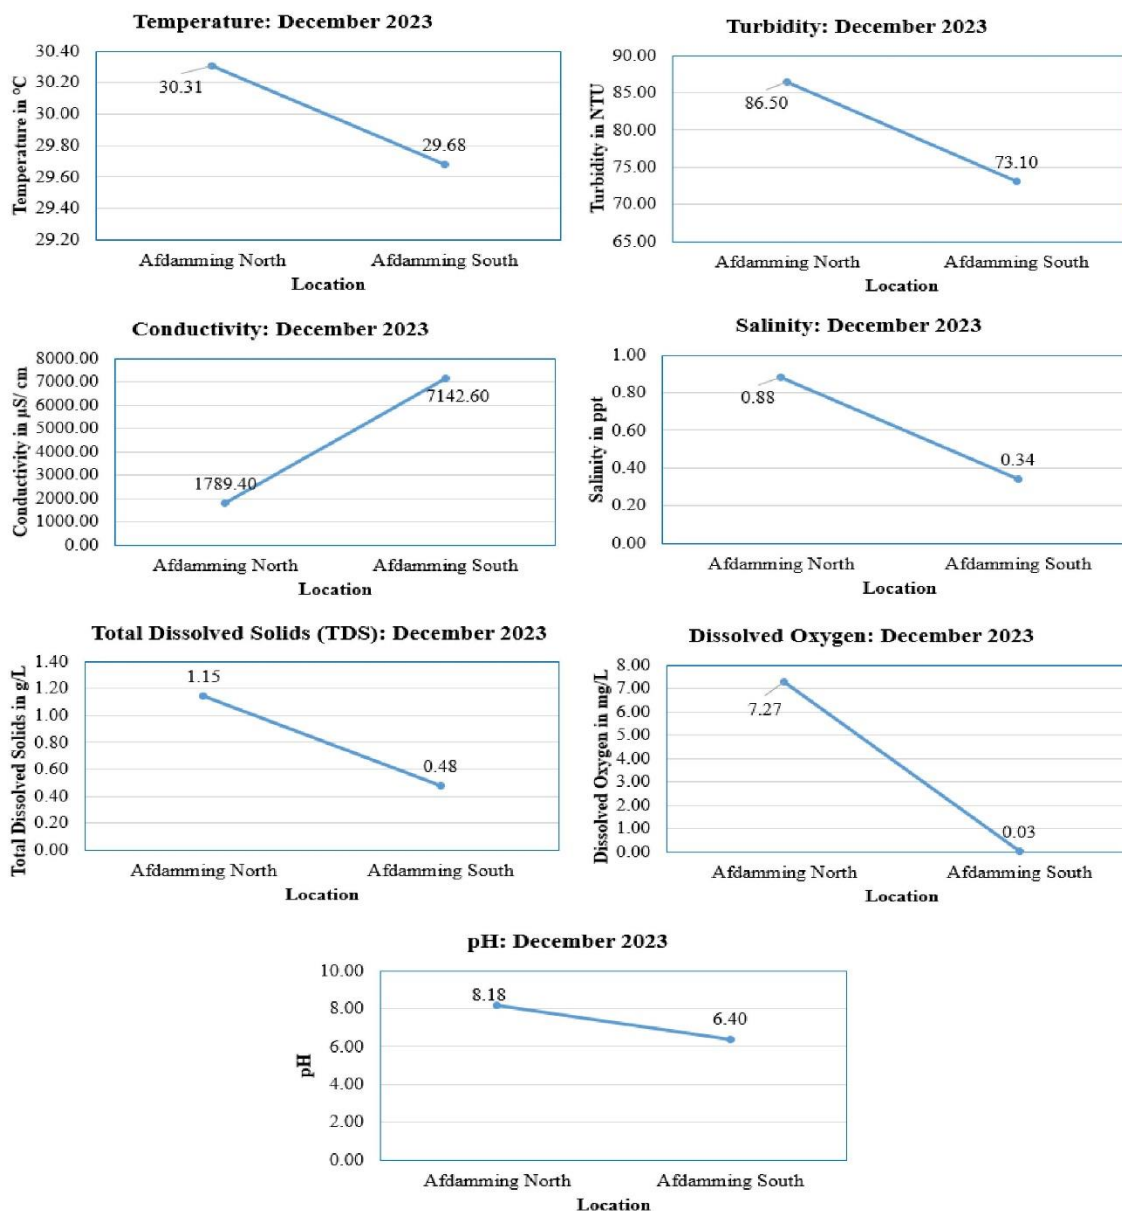 Temperature: December 2023
Temperature in °C
30.40
30.20
30.00
29.80
29.60
29.40
29.20
30.31
29.68
Afdamming North Afdamming South
Location
Turbidity: December 2023
Turbidity in NTU
90.00
85.00
80.00
75.00
70.00
65.00
86.50
73.10
Afdamming North Afdamming South
Location
Conductivity: December 2023
Conductivity in µS/ cm
8000.00
7000.00
6000.00
5000.00
4000.00
3000.00
2000.00
1000.00
0.00
1789.40
7142.60
Afdamming North Afdamming South
Location
Salinity: December 2023
Salinity in ppt
1.00
0.80
0.60
0.40
0.20
0.00
0.88
0.34
Afdamming North Afdamming South
Location
Total Dissolved Solids (TDS): December 2023
Total Dissolved Solids in g/L
1.40
1.20
1.00
0.80
0.60
0.40
0.20
0.00
1.15
0.48
Afdamming North Afdamming South
Location
Dissolved Oxygen: December 2023
Dissolved Oxygen in mg/L
8.00
7.00
6.00
5.00
4.00
3.00
2.00
1.00
0.00
7.27
0.03
Afdamming North Afdamming South
Location
pH: December 2023
pH
10.00
8.00
6.00
4.00
2.00
0.00
8.18
6.40
Afdamming North Afdamming South
Location